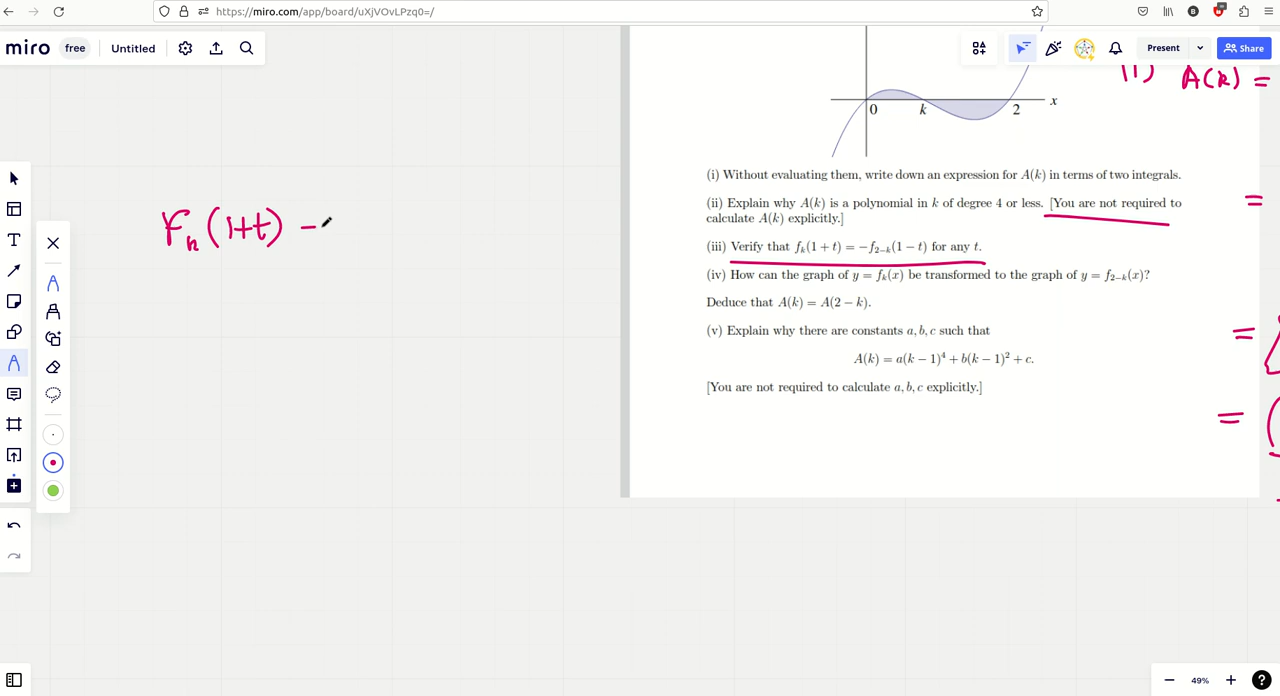 https://miro.com/app/board/uXjVOvLPzq0=/
miro free Untitled Present Share
(i) A(k) =
0 k 2 x
(i) Without evaluating them, write down an expression for A(k) in terms of two integrals.
(ii) Explain why A(k) is a polynomial in k of degree 4 or less. [You are not required to
calculate A(k) explicitly.]
=
f_k (1+t) –
(iii) Verify that f_k(1 + t) = −f_{2−k}(1 − t) for any t.
(iv) How can the graph of y = f_k(x) be transformed to the graph of y = f_{2−k}(x)?
Deduce that A(k) = A(2 − k).
(v) Explain why there are constants a, b, c such that
=
A(k) = a(k − 1)⁴ + b(k − 1)² + c.
[You are not required to calculate a, b, c explicitly.]
=
49%